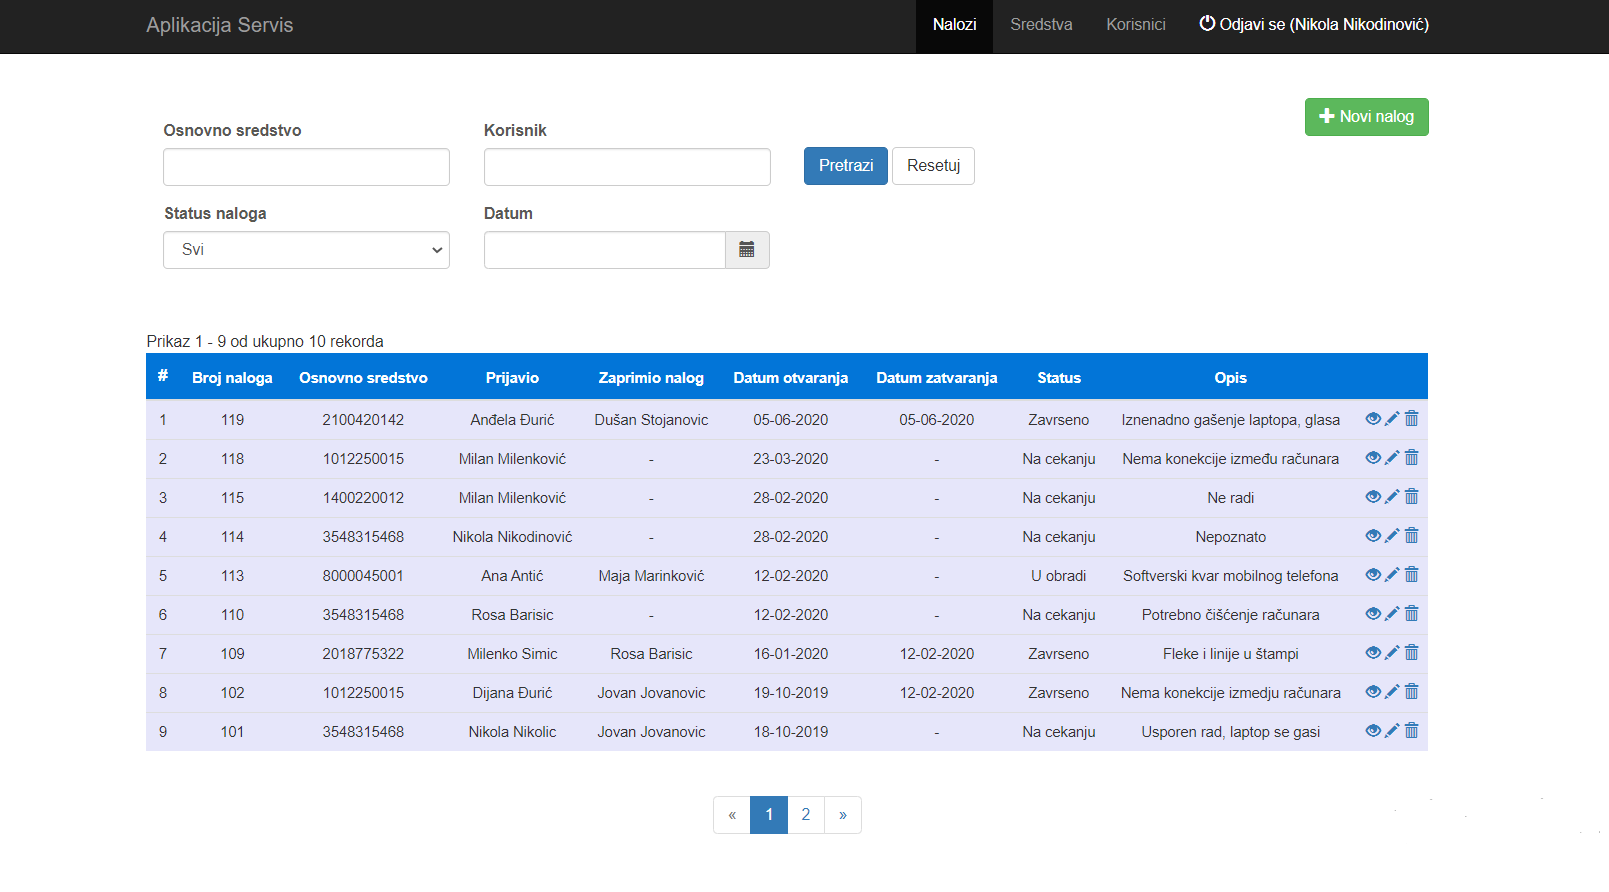 Aplikacija Servis Nalozi Sredstva Korisnici Odjavi se (Nikola Nikodinović)
Novi nalog
Osnovno sredstvo Korisnik
Pretrazi Resetuj
Status naloga Datum
Svi
Prikaz 1 - 9 od ukupno 10 rekorda
# Broj naloga Osnovno sredstvo Prijavio Zaprimio nalog Datum otvaranja Datum zatvaranja Status Opis
1 119 2100420142 Anđela Đurić Dušan Stojanovic 05-06-2020 05-06-2020 Zavrseno Iznenadno gašenje laptopa, glasa
2 118 1012250015 Milan Milenković - 23-03-2020 - Na cekanju Nema konekcije između računara
3 115 1400220012 Milan Milenković - 28-02-2020 - Na cekanju Ne radi
4 114 3548315468 Nikola Nikodinović - 28-02-2020 - Na cekanju Nepoznato
5 113 8000045001 Ana Antić Maja Marinković 12-02-2020 - U obradi Softverski kvar mobilnog telefona
6 110 3548315468 Rosa Barisic - 12-02-2020 - Na cekanju Potrebno čišćenje računara
7 109 2018775322 Milenko Simic Rosa Barisic 16-01-2020 12-02-2020 Zavrseno Fleke i linije u štampi
8 102 1012250015 Dijana Đurić Jovan Jovanovic 19-10-2019 12-02-2020 Zavrseno Nema konekcije izmedju računara
9 101 3548315468 Nikola Nikolic Jovan Jovanovic 18-10-2019 - Na cekanju Usporen rad, laptop se gasi
« 1 2 »